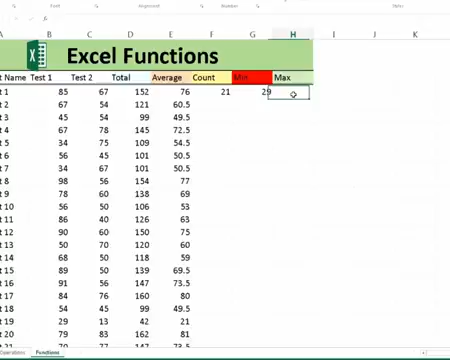 A B C D E F G H I J K
Excel Functions
t Name Test 1 Test 2 Total Average Count Min Max
t 1 85 67 152 76 21 29
t 2 67 54 121 60.5
t 3 45 54 99 49.5
t 4 67 78 145 72.5
t 5 34 75 109 54.5
t 6 56 45 101 50.5
t 7 34 67 101 50.5
t 8 98 56 154 77
t 9 78 60 138 69
t 10 56 50 106 53
t 11 86 40 126 63
t 12 90 60 150 75
t 13 50 70 120 60
t 14 68 50 118 59
t 15 89 50 139 69.5
t 16 91 56 147 73.5
t 17 84 76 160 80
t 18 45 54 99 49.5
t 19 29 13 42 21
t 20 79 83 162 81
t 21 70 77 147 73.5
Operations Functions